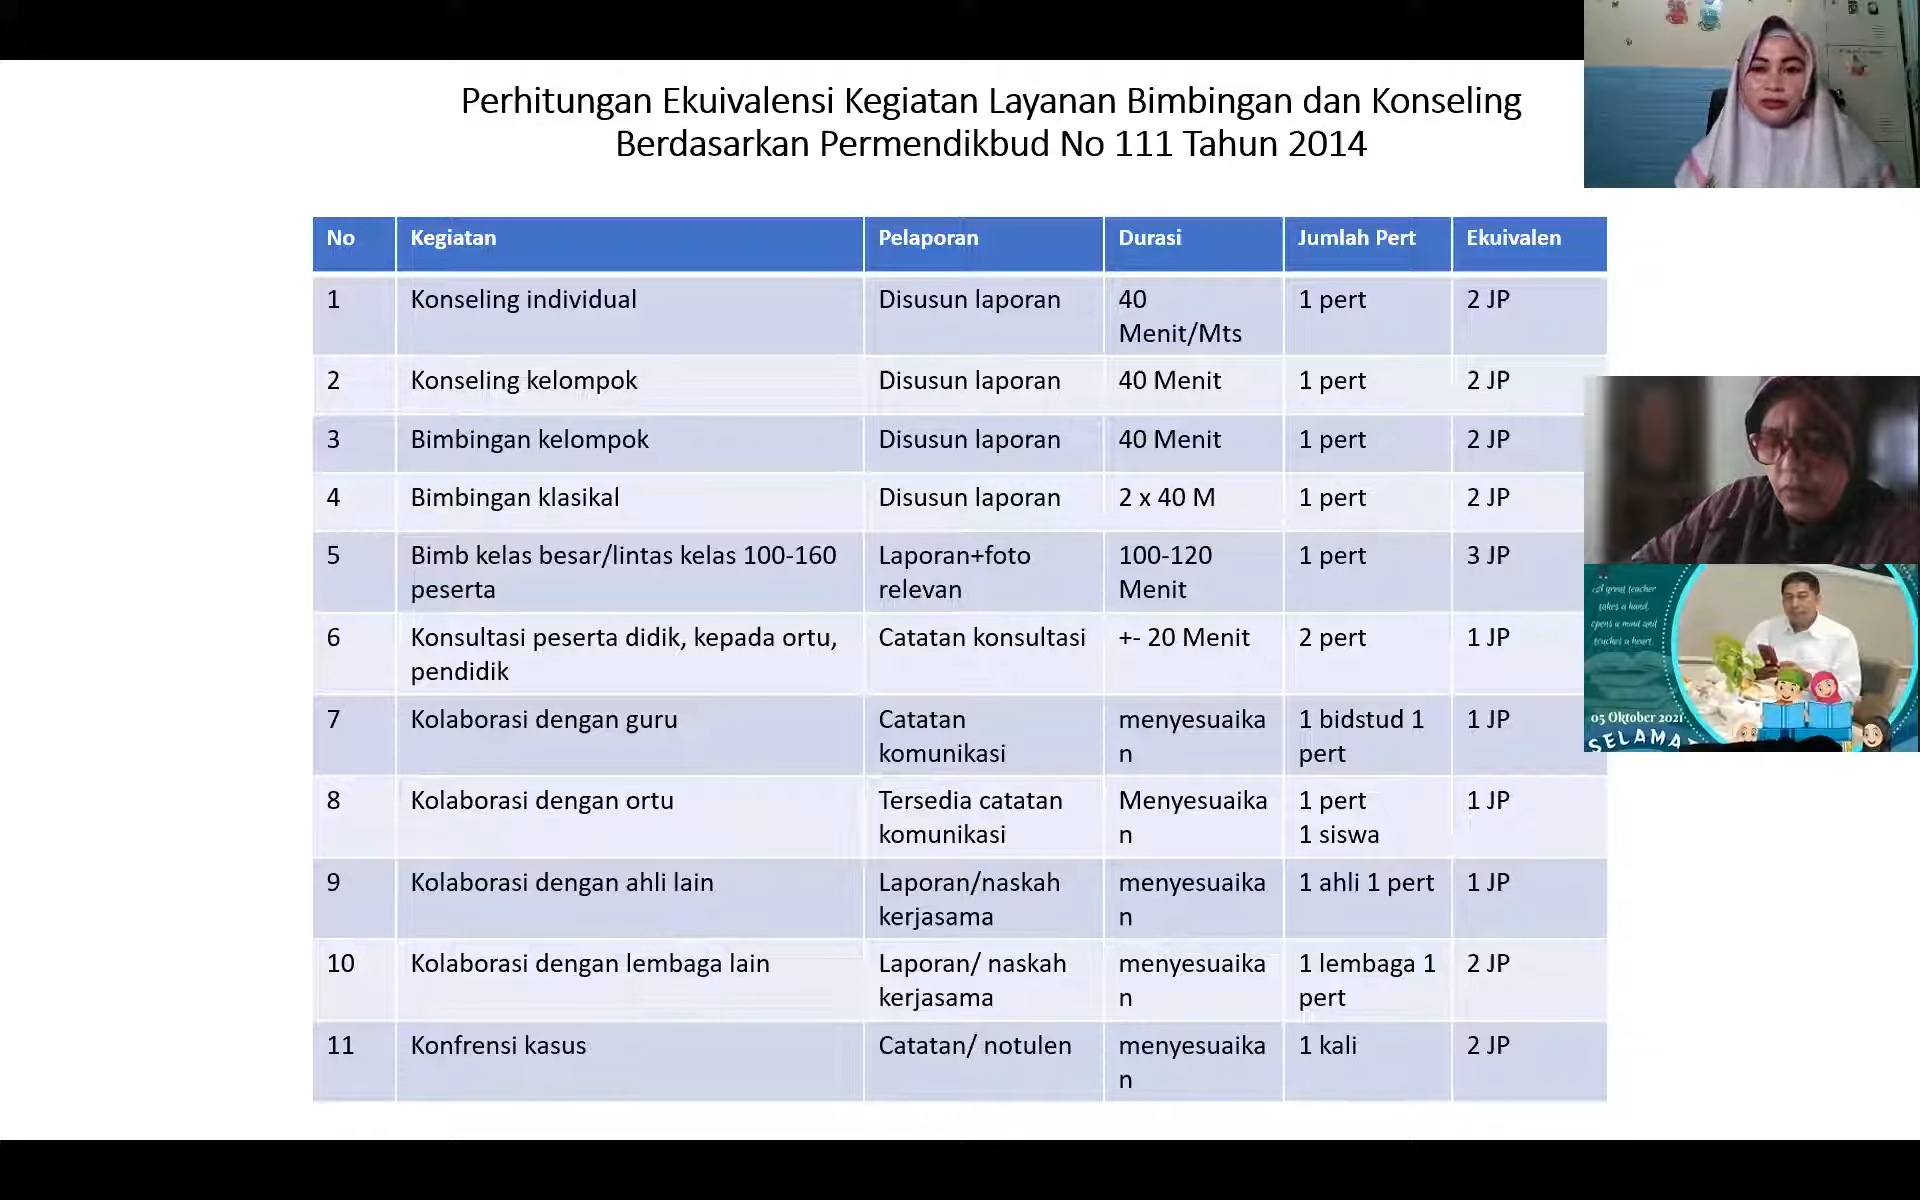 Perhitungan Ekuivalensi Kegiatan Layanan Bimbingan dan Konseling
Berdasarkan Permendikbud No 111 Tahun 2014
No Kegiatan Pelaporan Durasi Jumlah Pert Ekuivalen
1 Konseling individual Disusun laporan 40 1 pert 2 JP
Menit/Mts
2 Konseling kelompok Disusun laporan 40 Menit 1 pert 2 JP
3 Bimbingan kelompok Disusun laporan 40 Menit 1 pert 2 JP
4 Bimbingan klasikal Disusun laporan 2 x 40 M 1 pert 2 JP
5 Bimb kelas besar/lintas kelas 100-160 Laporan+foto 100-120 1 pert 3 JP
peserta relevan Menit
6 Konsultasi peserta didik, kepada ortu, Catatan konsultasi +- 20 Menit 2 pert 1 JP
pendidik
7 Kolaborasi dengan guru Catatan menyesuaika 1 bidstud 1 1 JP
komunikasi n pert
8 Kolaborasi dengan ortu Tersedia catatan Menyesuaika 1 pert 1 JP
komunikasi n 1 siswa
9 Kolaborasi dengan ahli lain Laporan/naskah menyesuaika 1 ahli 1 pert 1 JP
kerjasama n
10 Kolaborasi dengan lembaga lain Laporan/ naskah menyesuaika 1 lembaga 1 2 JP
kerjasama n pert
11 Konfrensi kasus Catatan/ notulen menyesuaika 1 kali 2 JP
n
A great teacher
takes a hand,
opens a mind and
touches a heart.
05 Oktober 2021
SELAMA